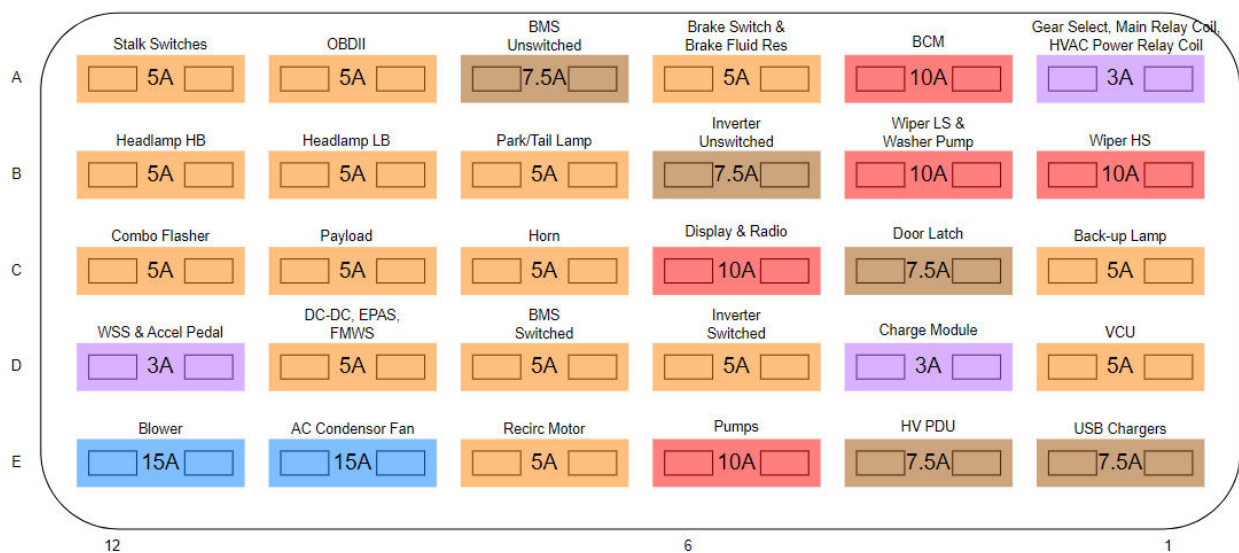 Stalk Switches
OBDII
BMS
Unswitched
Brake Switch &
Brake Fluid Res
BCM
Gear Select, Main Relay Coil,
HVAC Power Relay Coil
A
5A
5A
7.5A
5A
10A
3A
Headlamp HB
Headlamp LB
Park/Tail Lamp
Inverter
Unswitched
Wiper LS &
Washer Pump
Wiper HS
B
5A
5A
5A
7.5A
10A
10A
Combo Flasher
Payload
Horn
Display & Radio
Door Latch
Back-up Lamp
C
5A
5A
5A
10A
7.5A
5A
WSS & Accel Pedal
DC-DC, EPAS,
FMWS
BMS
Switched
Inverter
Switched
Charge Module
VCU
D
3A
5A
5A
5A
3A
5A
Blower
AC Condensor Fan
Recirc Motor
Pumps
HV PDU
USB Chargers
E
15A
15A
5A
10A
7.5A
7.5A
12
6
1